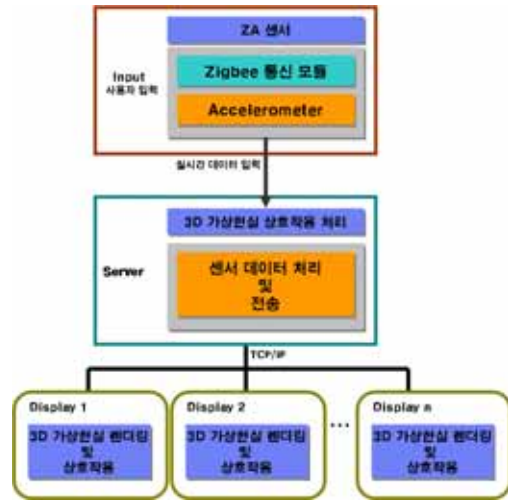 ZA 센서
Input
사용자 입력
Zigbee 통신 모듈
Accelerometer
실시간 데이터 입력
3D 가상현실 상호작용 처리
Server
센서 데이터 처리
및
전송
TCP/IP
Display 1
3D 가상현실 렌더링
및
상호작용
Display 2
3D 가상현실 렌더링
및
상호작용
...
Display n
3D 가상현실 렌더링
및
상호작용